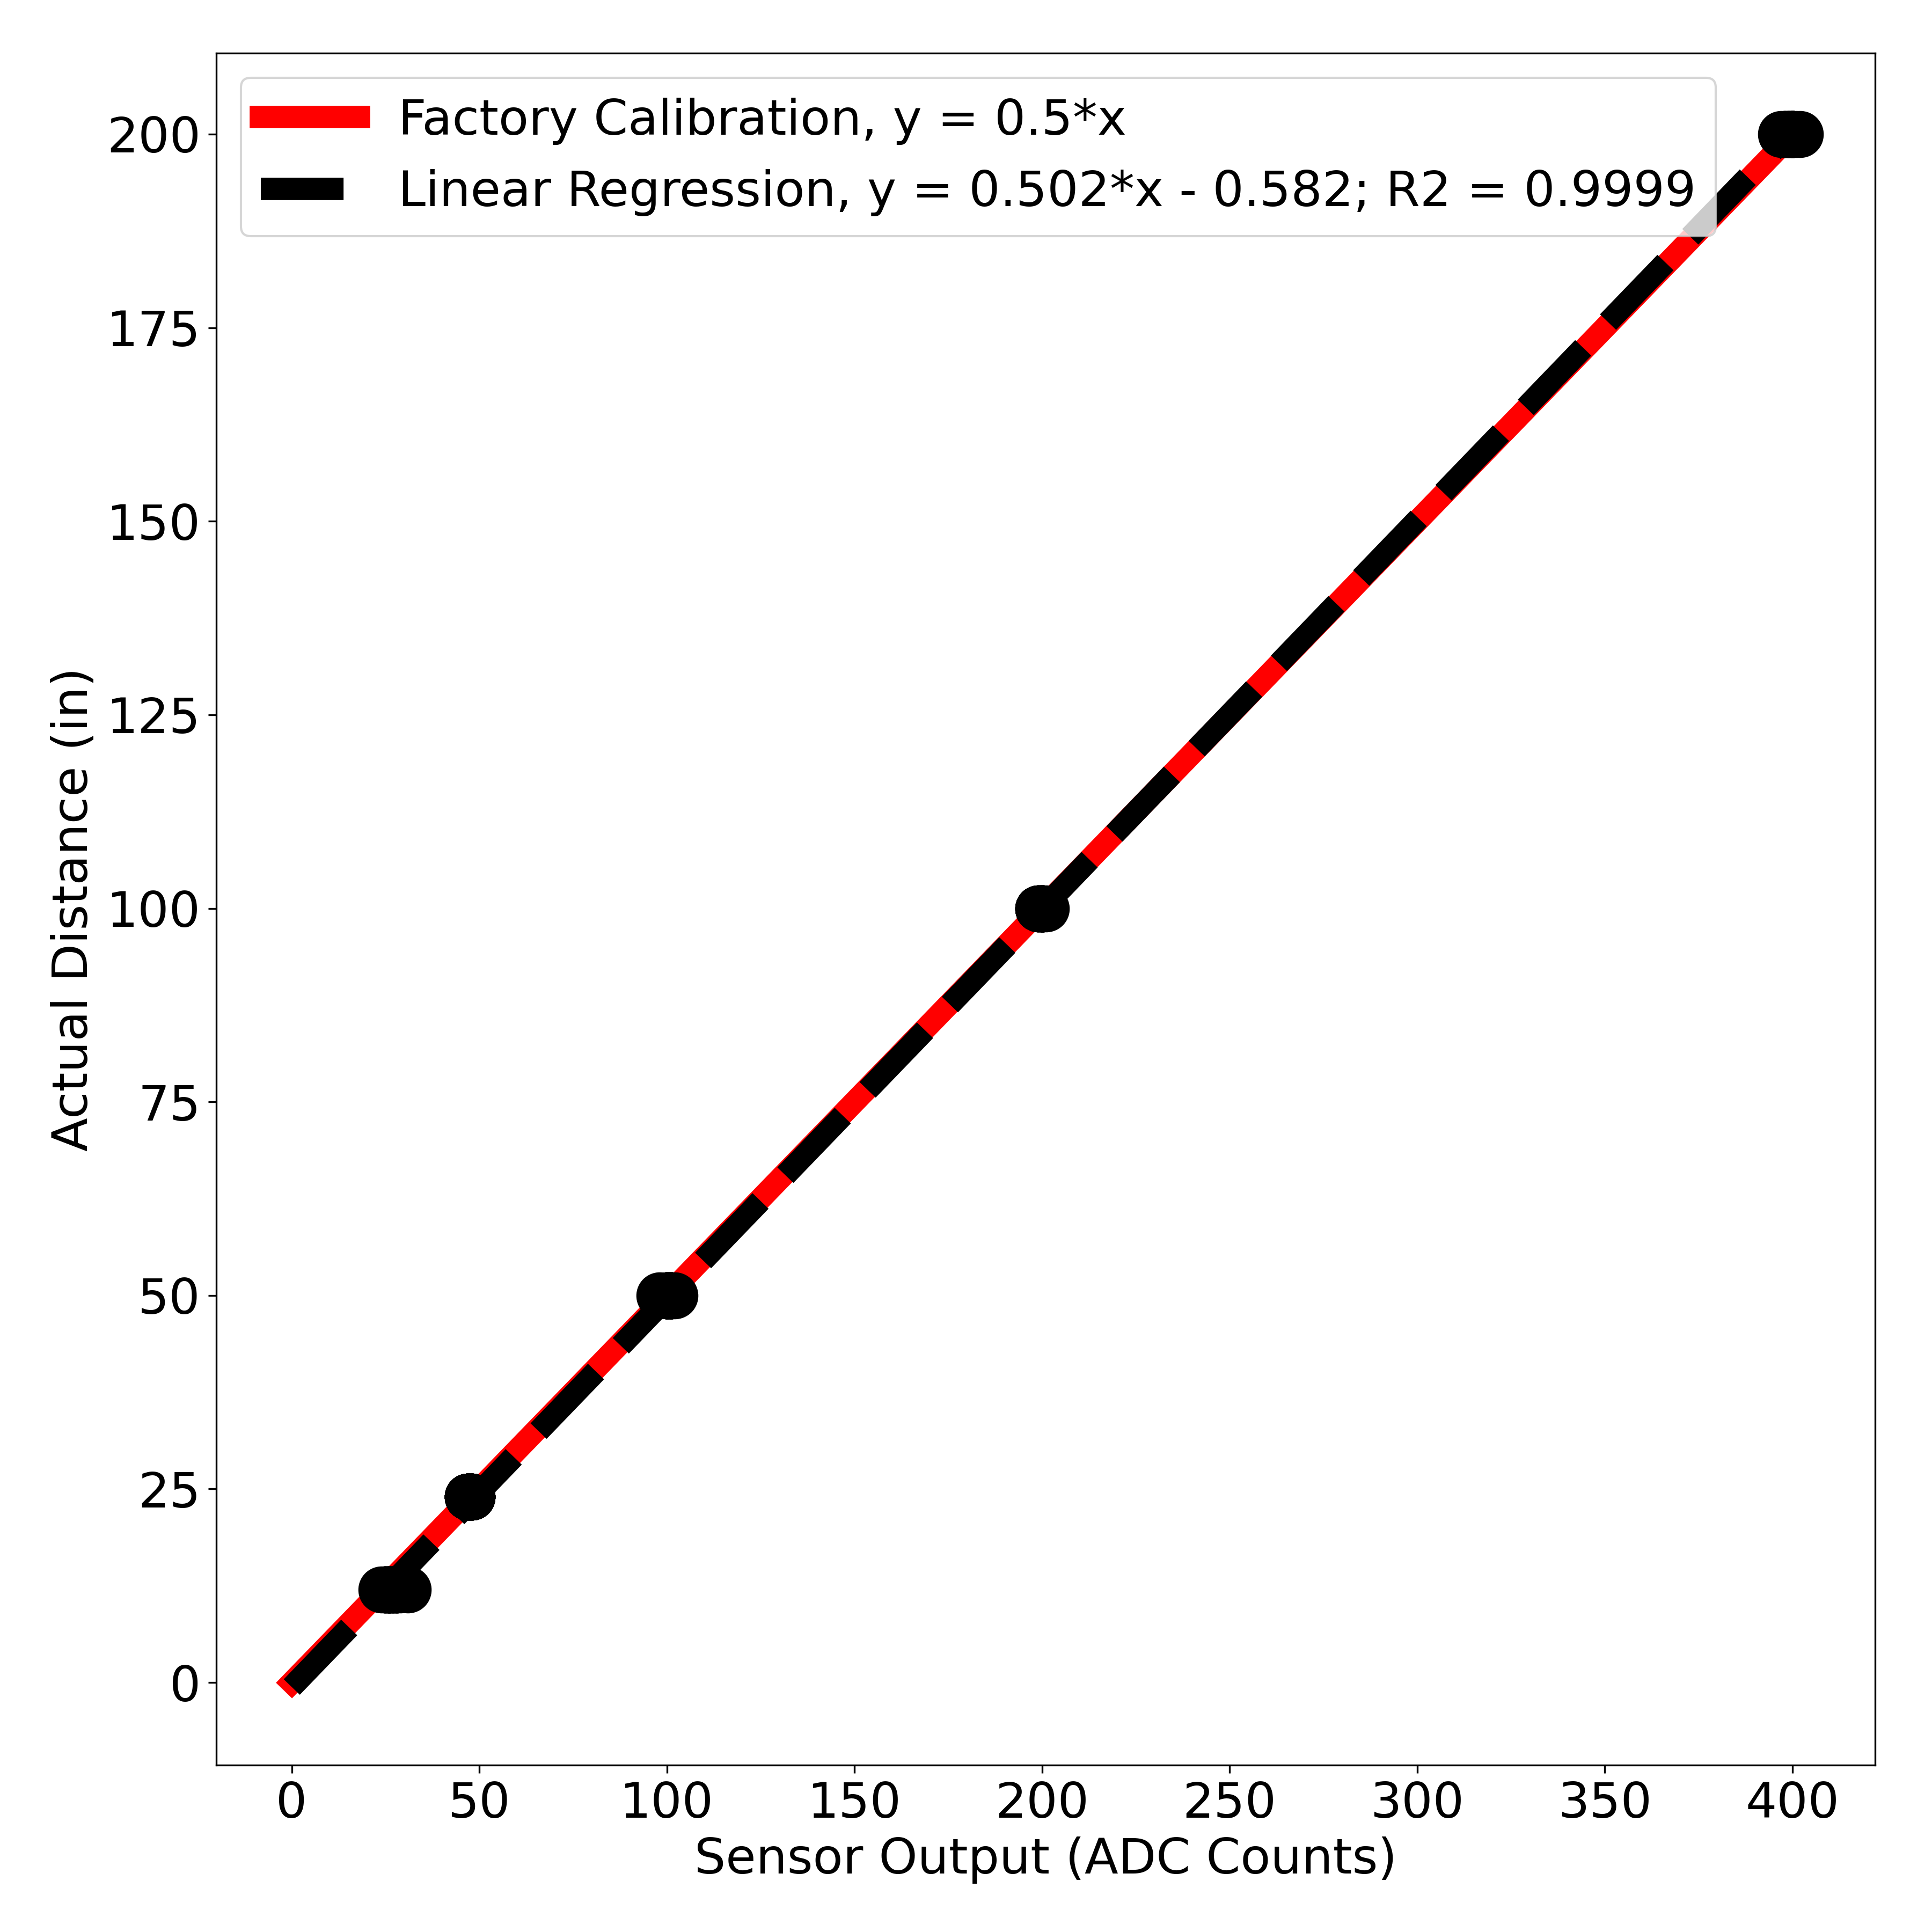 Factory Calibration, y = 0.5*x
Linear Regression, y = 0.502*x - 0.582; R2 = 0.9999
200
175
150
125
100
75
50
25
0
Actual Distance (in)
0 50 100 150 200 250 300 350 400
Sensor Output (ADC Counts)